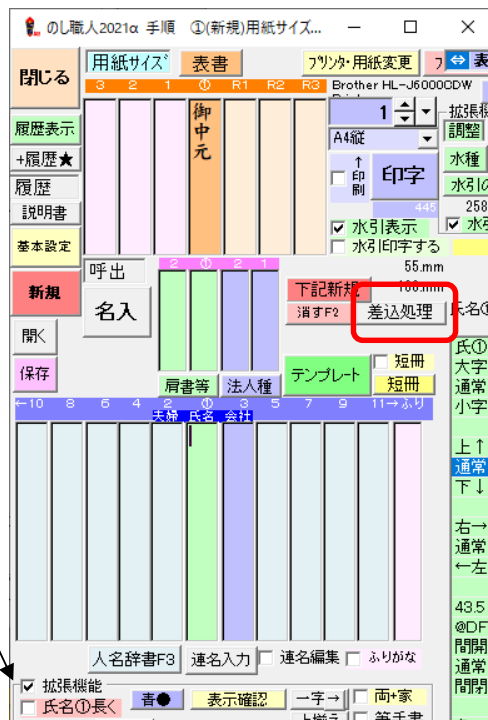 のし職人2021α 手順 ①(新規)用紙サイズ...
閉じる
用紙サイズ
表書
プリンタ・用紙変更
フ
⇔ 表
3 2 1 ① R1 R2 R3
Brother HL-J6000CDW
御中元
1
拡張機
調整
A4縦
履歴表示
+履歴★
↑印刷
印字
水種
水引の
履歴
445
258
説明書
水引表示
水引
水引印字する
基本設定
55.mm
呼出
2 ① 2 1
下記新規
新規
名入
消すF2
差込処理
氏名①
開く
短冊
氏①
保存
テンプレート
短冊
大字
通常
小字
肩書等
法人種
←10 8 6 4 2 ① 3 5 7 9 11→ふり
夫婦 氏名 会社
上↑
通常
下↓
右→
通常
←左
43.5
@DF
間開
通常
間閉
人名辞書F3
連名入力
連名編集
ふりがな
拡張機能
氏名①長く
青●
表示確認
一字→
両+家